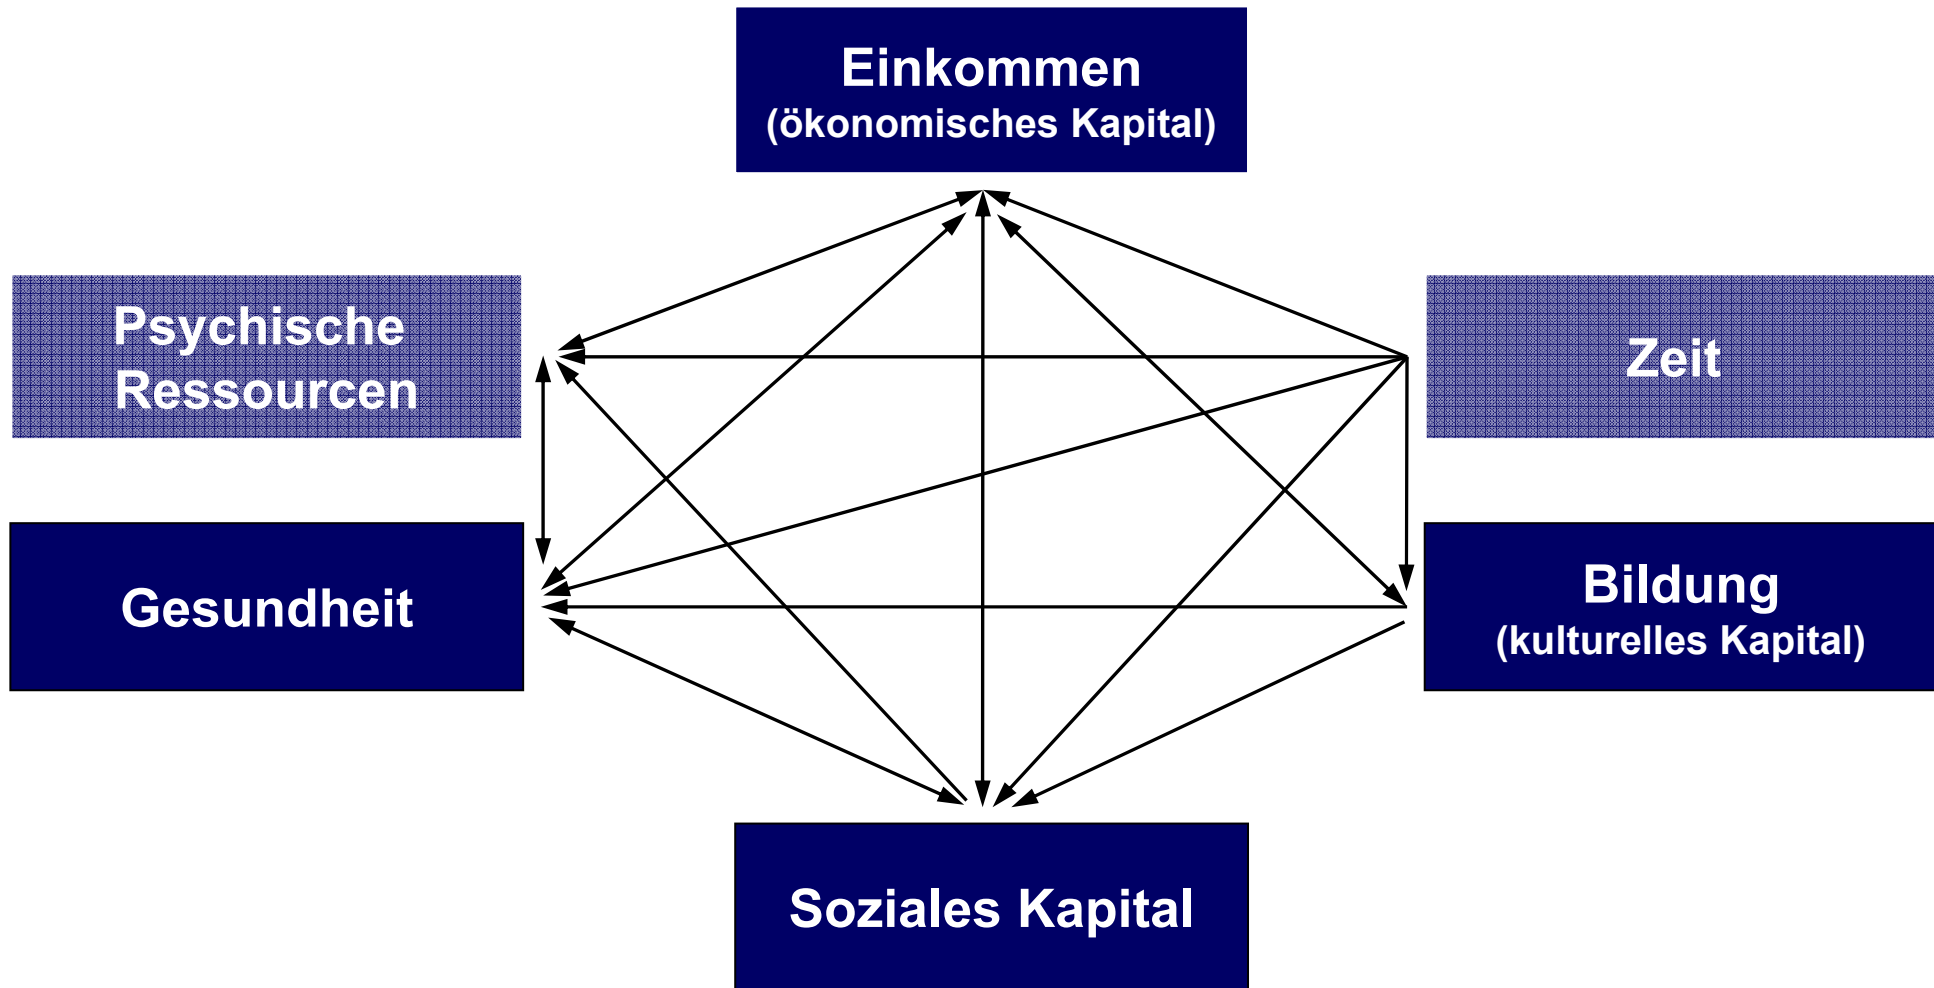 Einkommen
(ökonomisches Kapital)
Psychische
Ressourcen
Zeit
Gesundheit
Bildung
(kulturelles Kapital)
Soziales Kapital